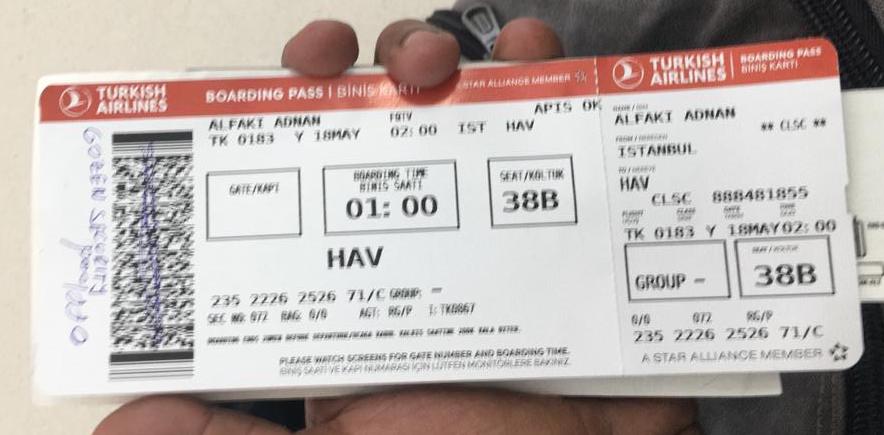 TURKISH AIRLINES
BOARDING PASS | BİNİŞ KARTI
A STAR ALLIANCE MEMBER
APIS OK
ALFAKI ADNAN FQTV
TK 0183 Y 18MAY 02:00 IST HAV
GATE/KAPI
BOARDING TIME
BINIS SAATI
01:00
SEAT/KOLTUK
38B
HAV
235 2226 2526 71/C GROUP: -
SEC NO: 072 BAG: 0/0 AGT: RG/P I: TK0867
PLEASE WATCH SCREENS FOR GATE NUMBER AND BOARDING TIME.
BİNİŞ SAATİ VE KAPI NUMARASI İÇİN LÜTFEN MONİTÖRLERE BAKINIZ.
TURKISH AIRLINES
BOARDING PASS
BİNİŞ KARTI
ALFAKI ADNAN
** CLSC **
ISTANBUL
HAV
CLSC 888481855
TK 0183 Y 18MAY02:00
GROUP -
38B
0/0 072 RG/P
235 2226 2526 71/C
A STAR ALLIANCE MEMBER